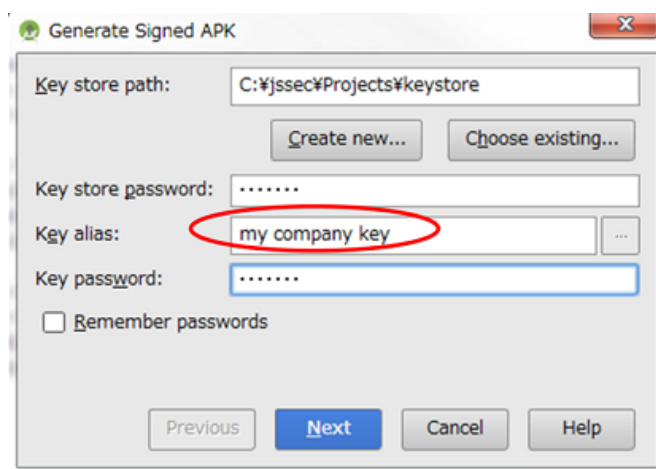 Generate Signed APK
Key store path: C:¥jssec¥Projects¥keystore
Create new... Choose existing...
Key store password: ·······
Key alias: my company key ...
Key password: ·······
Remember passwords
Previous Next Cancel Help